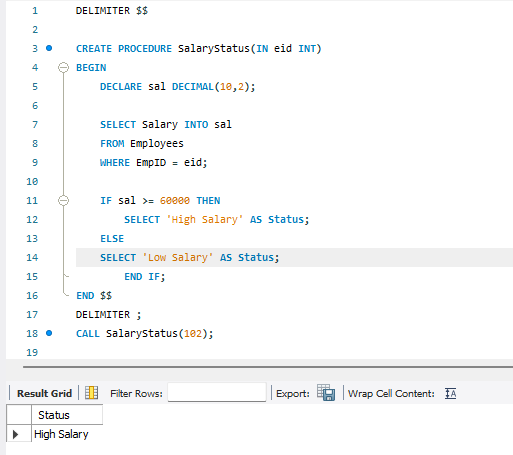 1 DELIMITER $$
2
3 CREATE PROCEDURE SalaryStatus(IN eid INT)
4 BEGIN
5 DECLARE sal DECIMAL(10,2);
6
7 SELECT Salary INTO sal
8 FROM Employees
9 WHERE EmpID = eid;
10
11 IF sal >= 60000 THEN
12 SELECT 'High Salary' AS Status;
13 ELSE
14 SELECT 'Low Salary' AS Status;
15 END IF;
16 END $$
17 DELIMITER ;
18 CALL SalaryStatus(102);
19
Result Grid Filter Rows: Export: Wrap Cell Content: IA
Status
High Salary